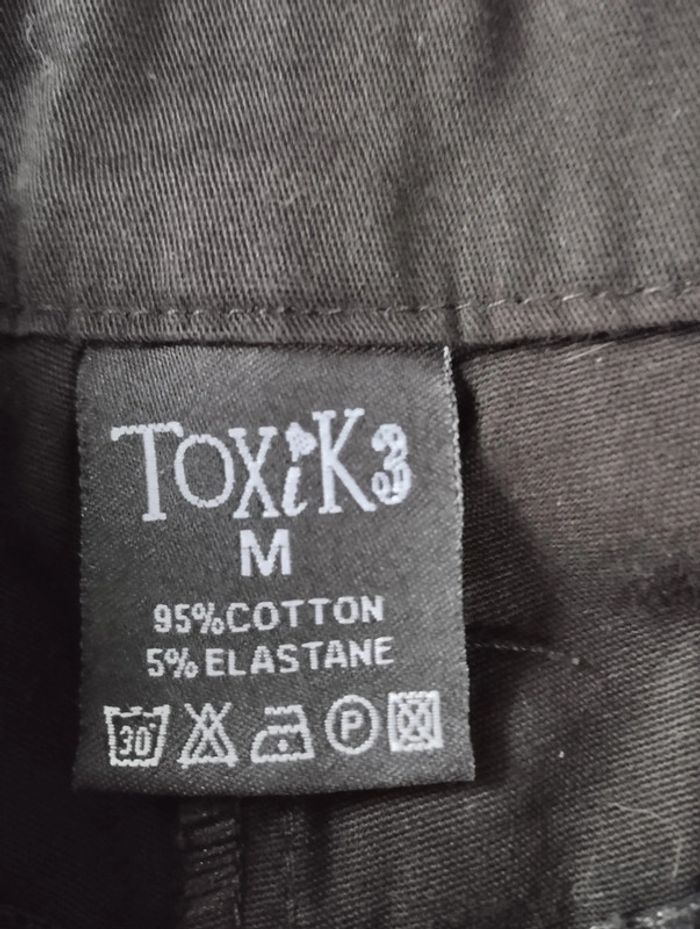 TOXiK3
M
95%COTTON
5%ELASTANE
30° P